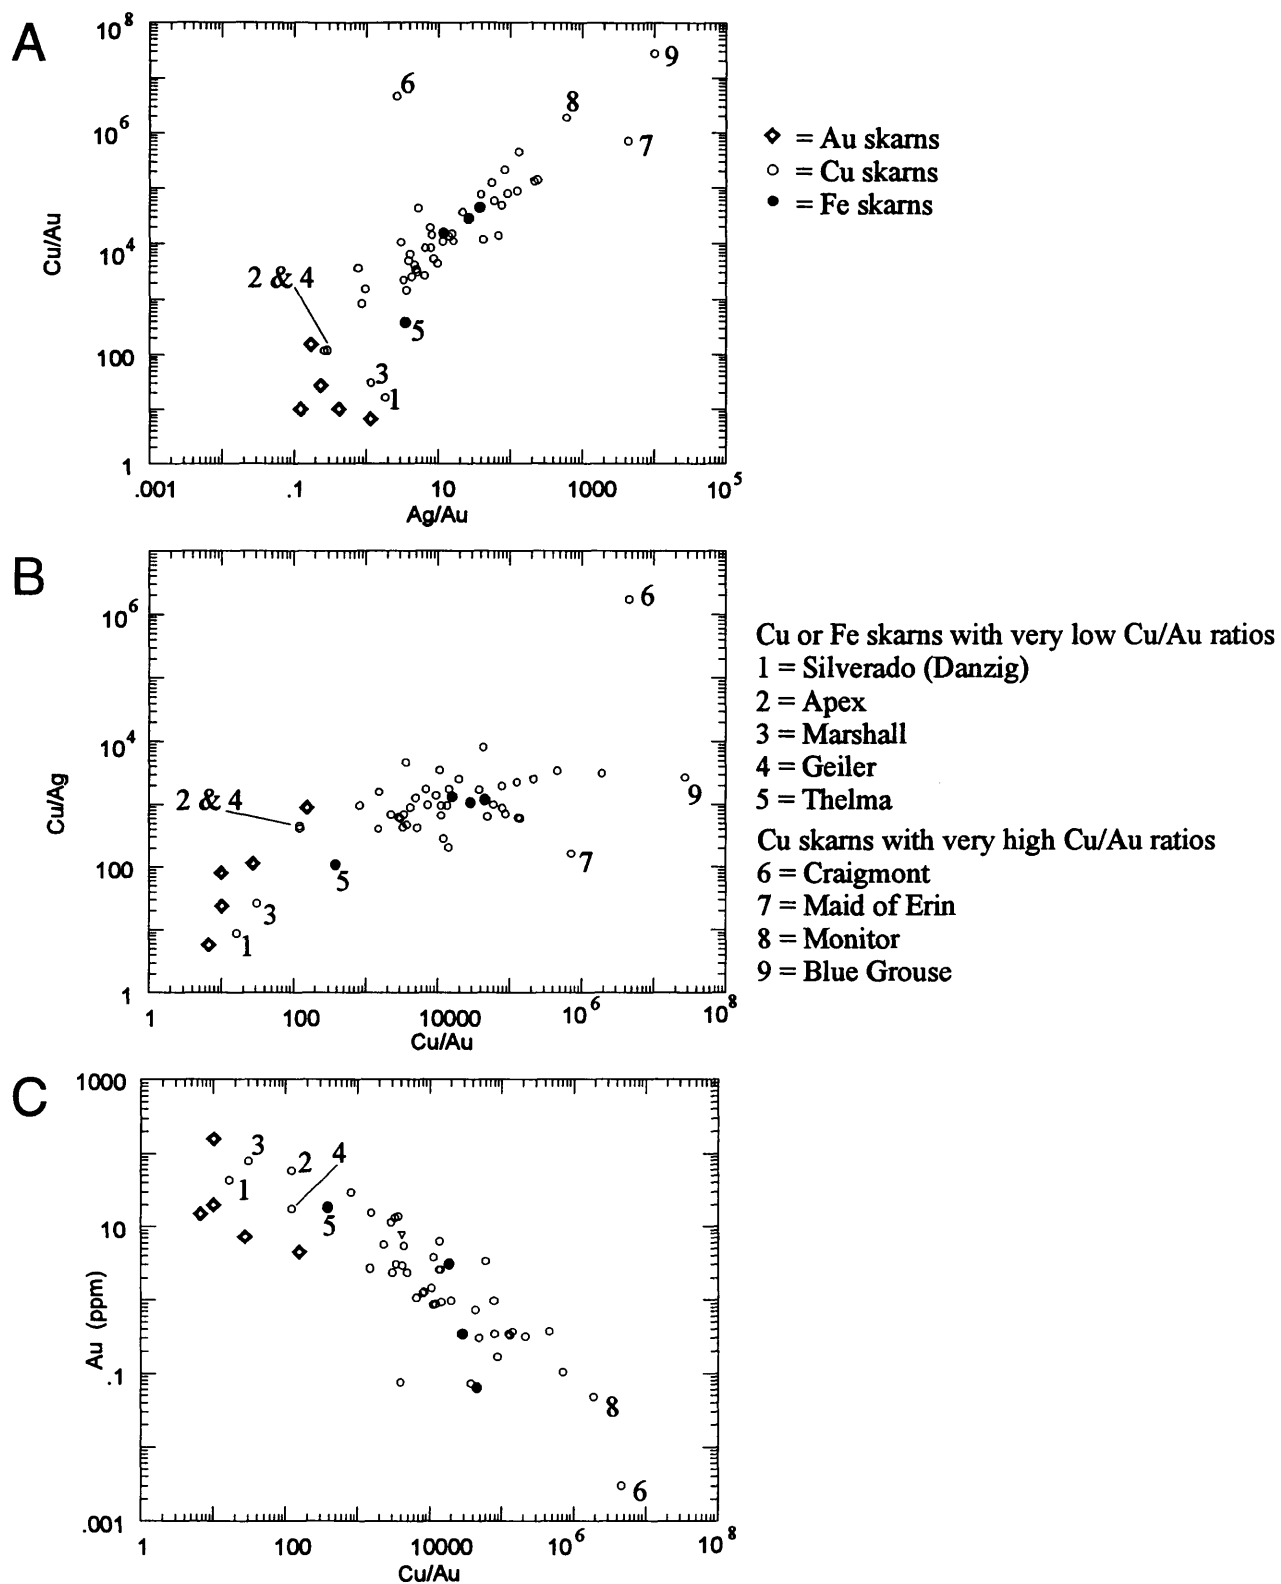 A
10^8
9
6
8
10^6
7
= Au skarns
= Cu skarns
= Fe skarns
Cu/Au
10^4
2 & 4
5
100
3
1
1
.001
.1
10
1000
10^5
Ag/Au
B
6
10^6
Cu or Fe skarns with very low Cu/Au ratios
1 = Silverado (Danzig)
2 = Apex
3 = Marshall
4 = Geiler
5 = Thelma
Cu skarns with very high Cu/Au ratios
6 = Craigmont
7 = Maid of Erin
8 = Monitor
9 = Blue Grouse
10^4
Cu/Ag
2 & 4
9
100
5
7
3
1
1
1
100
10000
10^6
10^8
Cu/Au
C
1000
3
2
4
1
5
10
Au (ppm)
.1
8
6
.001
1
100
10000
10^6
10^8
Cu/Au